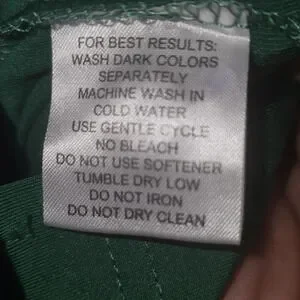 FOR BEST RESULTS:
WASH DARK COLORS
SEPARATELY
MACHINE WASH IN
COLD WATER
USE GENTLE CYCLE
NO BLEACH
DO NOT USE SOFTENER
TUMBLE DRY LOW
DO NOT IRON
DO NOT DRY CLEAN